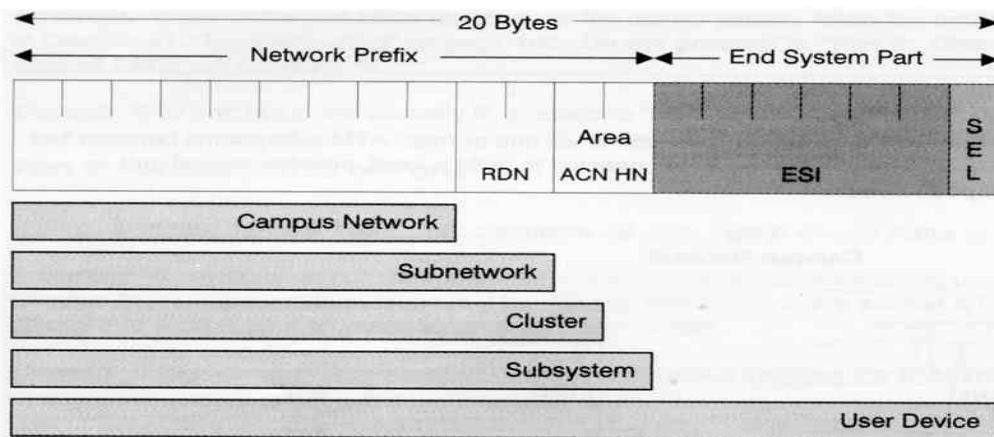 20 Bytes
Network Prefix
End System Part
Area
RDN
ACN HN
ESI
SEL
Campus Network
Subnetwork
Cluster
Subsystem
User Device